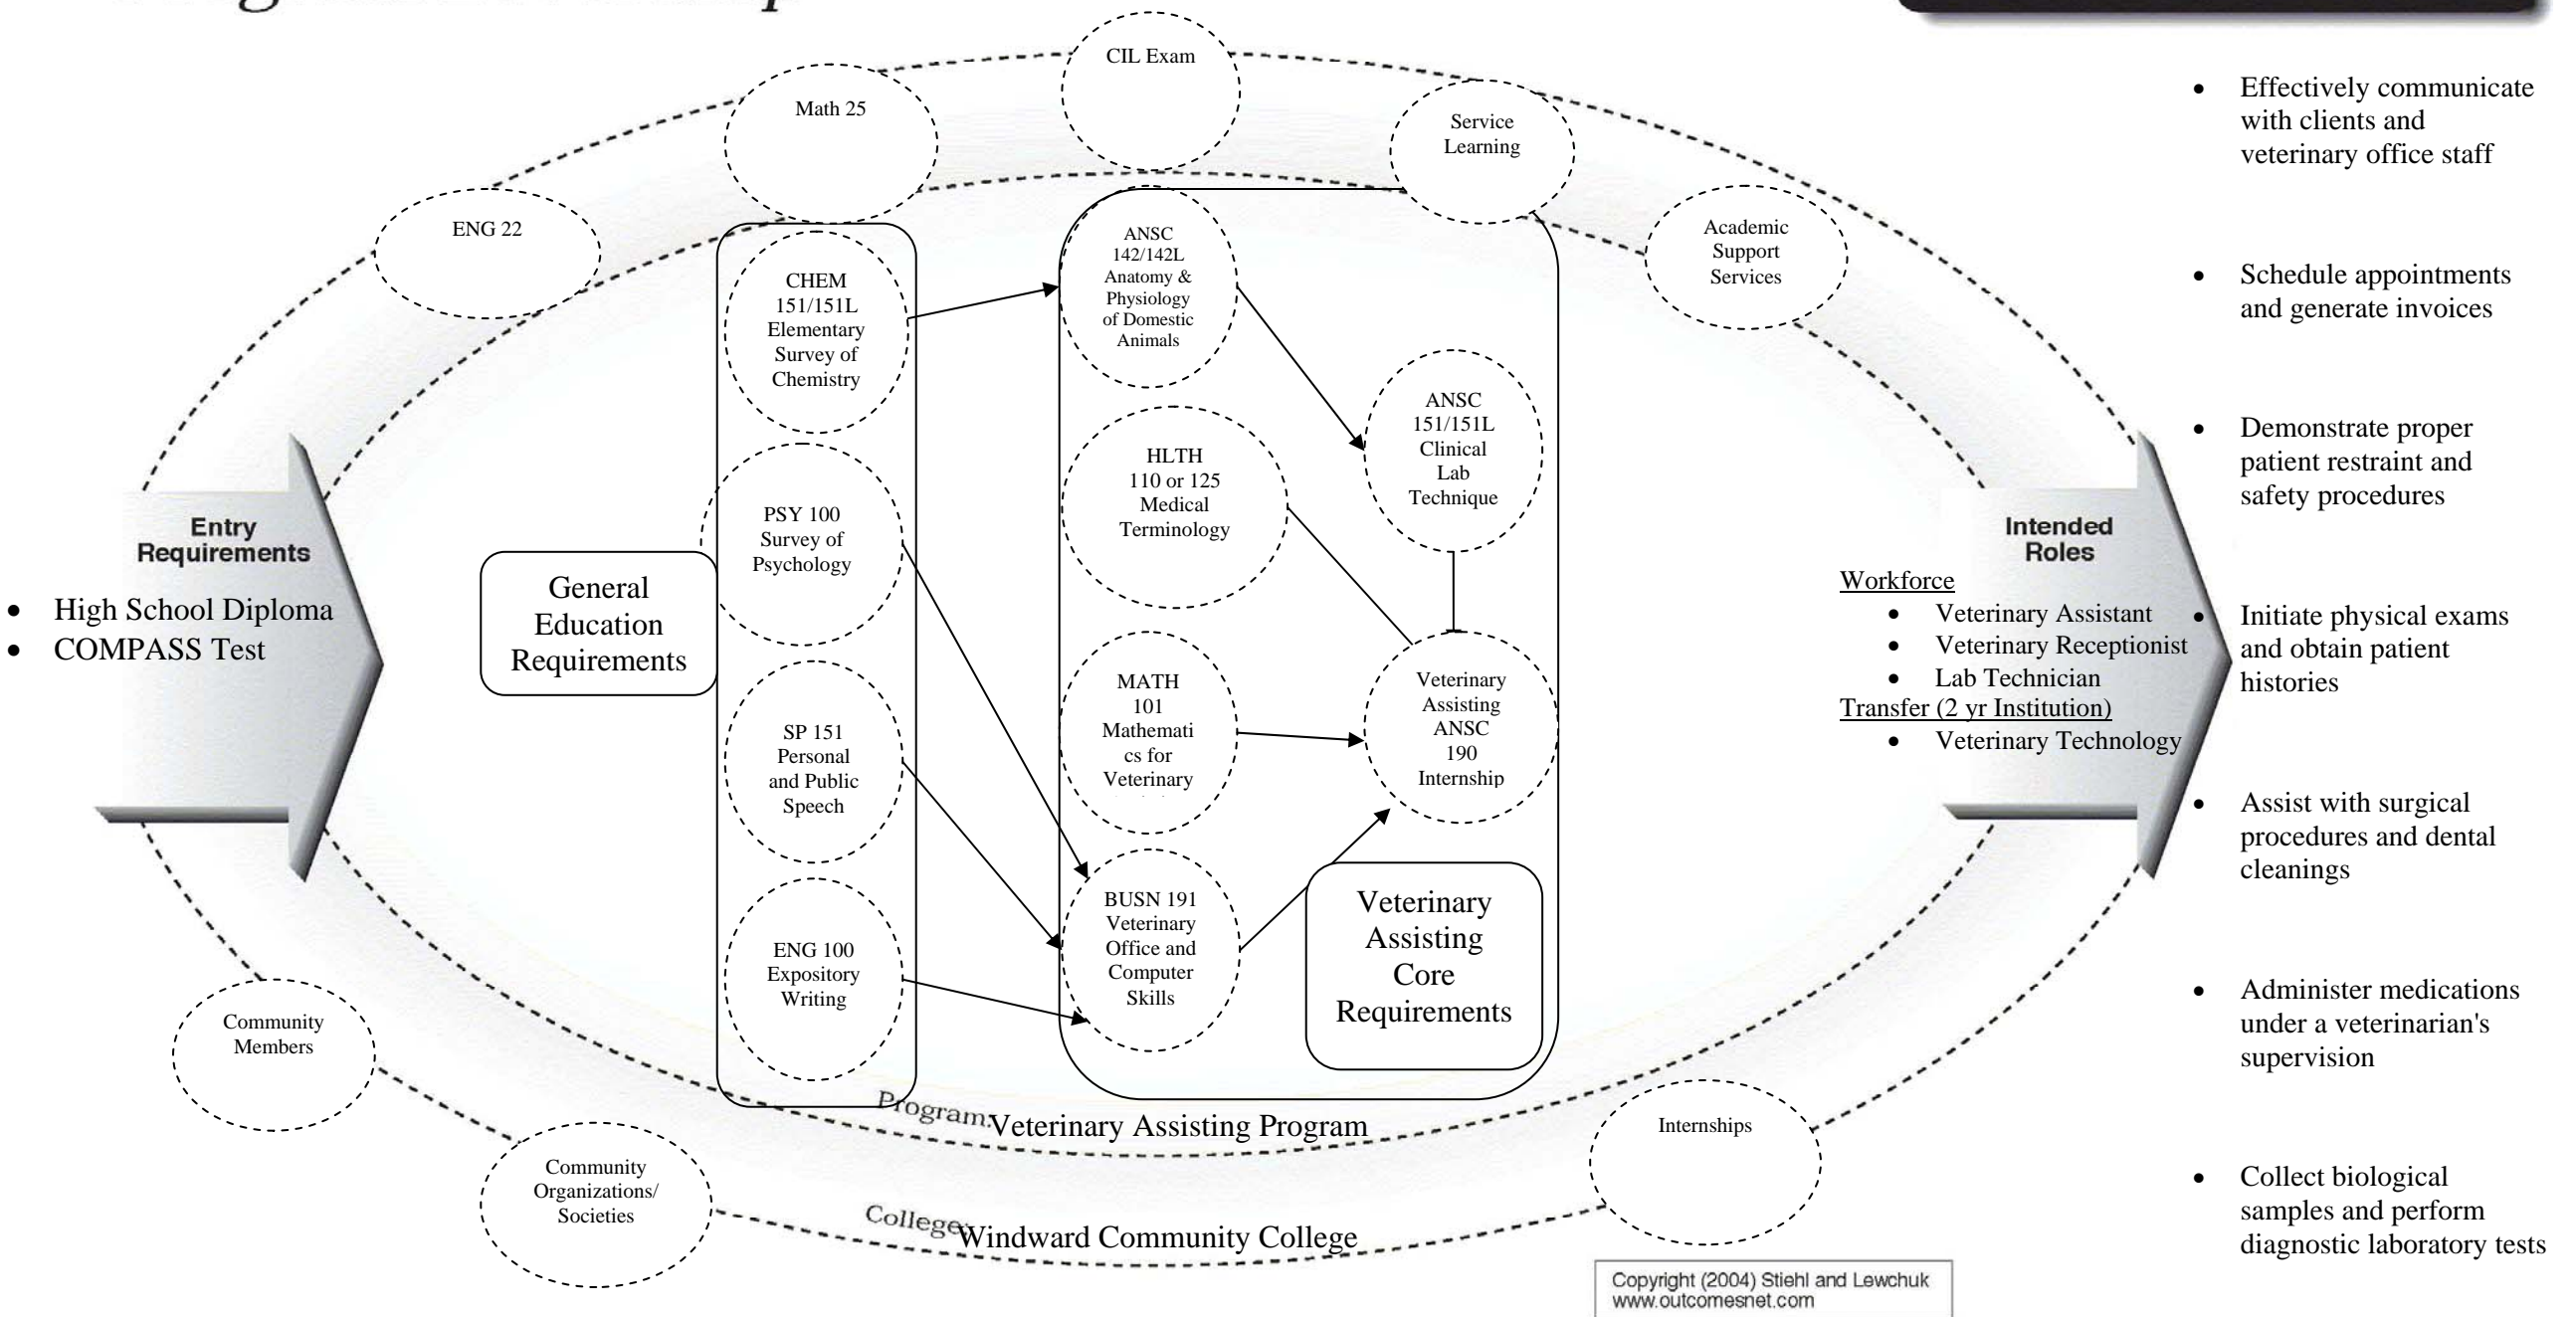 CIL Exam
Math 25
Service
Learning
ENG 22
Academic
Support
Services
Entry
Requirements
• High School Diploma
• COMPASS Test
General
Education
Requirements
CHEM
151/151L
Elementary
Survey of
Chemistry
PSY 100
Survey of
Psychology
SP 151
Personal
and Public
Speech
ENG 100
Expository
Writing
ANSC
142/142L
Anatomy &
Physiology
of Domestic
Animals
HLTH
110 or 125
Medical
Terminology
MATH
101
Mathemati
cs for
Veterinary
BUSN 191
Veterinary
Office and
Computer
Skills
ANSC
151/151L
Clinical
Lab
Technique
Veterinary
Assisting
ANSC
190
Internship
Veterinary
Assisting
Core
Requirements
Intended
Roles
Workforce
• Veterinary Assistant
• Veterinary Receptionist
• Lab Technician
Transfer (2 yr Institution)
• Veterinary Technology
• Effectively communicate
with clients and
veterinary office staff
• Schedule appointments
and generate invoices
• Demonstrate proper
patient restraint and
safety procedures
• Initiate physical exams
and obtain patient
histories
• Assist with surgical
procedures and dental
cleanings
• Administer medications
under a veterinarian's
supervision
• Collect biological
samples and perform
diagnostic laboratory tests
Community
Members
Community
Organizations/
Societies
Internships
Program: Veterinary Assisting Program
College: Windward Community College
Copyright (2004) Stiehl and Lewchuk
www.outcomesnet.com